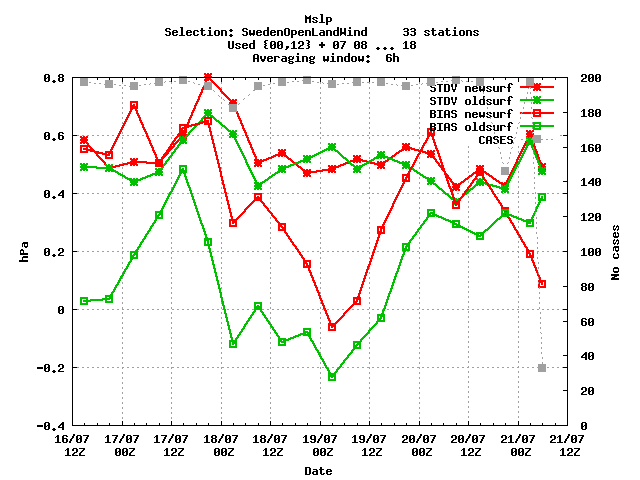 Mslp
Selection: SwedenOpenLandWind 33 stations
Used {00,12} + 07 08 ... 18
Averaging window: 6h
STDV newsurf
STDV oldsurf
BIAS newsurf
BIAS oldsurf
CASES
0.8
0.6
0.4
0.2
0
-0.2
-0.4
hPa
200
180
160
140
120
100
80
60
40
20
0
No cases
16/07 17/07 17/07 18/07 18/07 19/07 19/07 20/07 20/07 21/07 21/07
12Z 00Z 12Z 00Z 12Z 00Z 12Z 00Z 12Z 00Z 12Z
Date